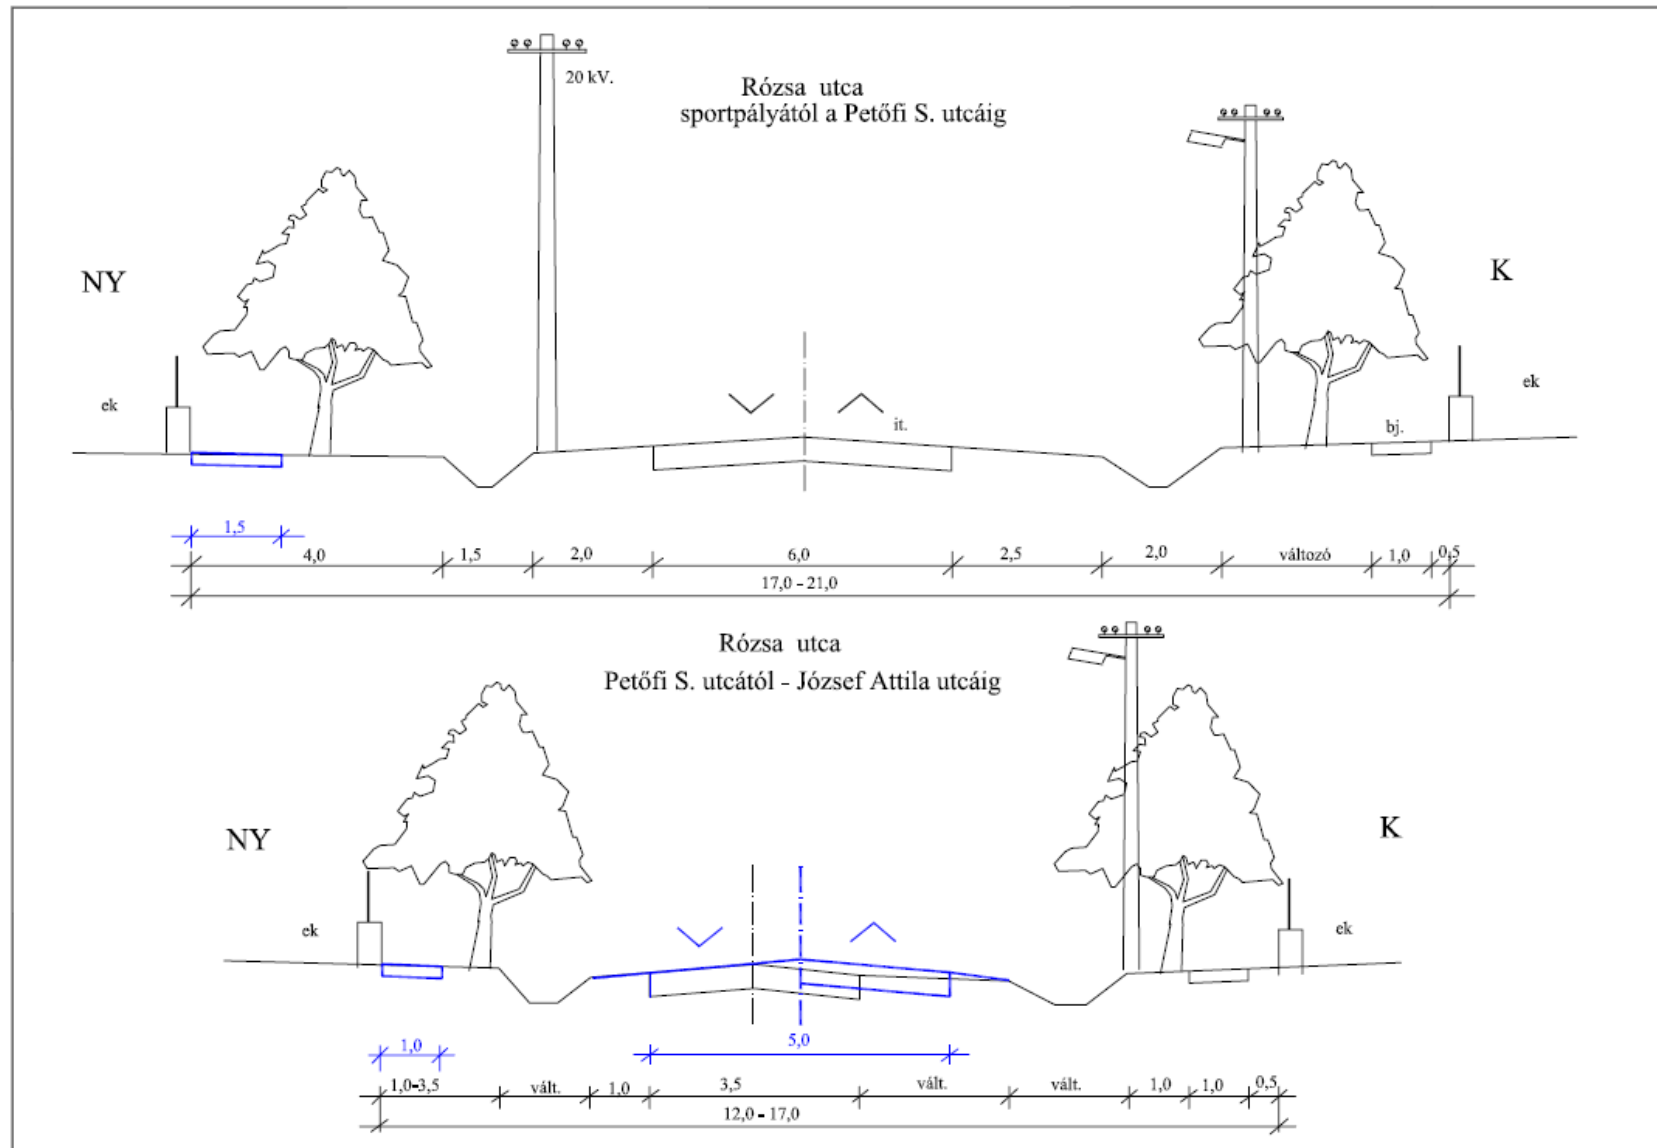 20 kV.
Rózsa utca
sportpályától a Petőfi S. utcáig
NY
K
ek
ek
it.
bj.
1,5
4,0
1,5
2,0
6,0
2,5
2,0
változó
1,0
0,5
17,0 - 21,0
Rózsa utca
Petőfi S. utcától - József Attila utcáig
NY
K
ek
ek
1,0
5,0
1,0-3,5
vált.
1,0
3,5
vált.
vált.
1,0
1,0
0,5
12,0 - 17,0